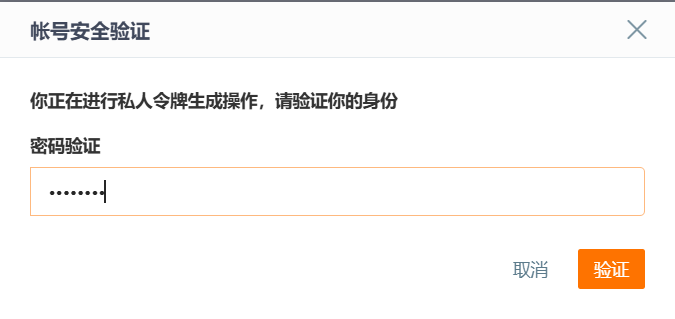 帐号安全验证
你正在进行私人令牌生成操作，请验证你的身份
密码验证
••••••••
取消
验证